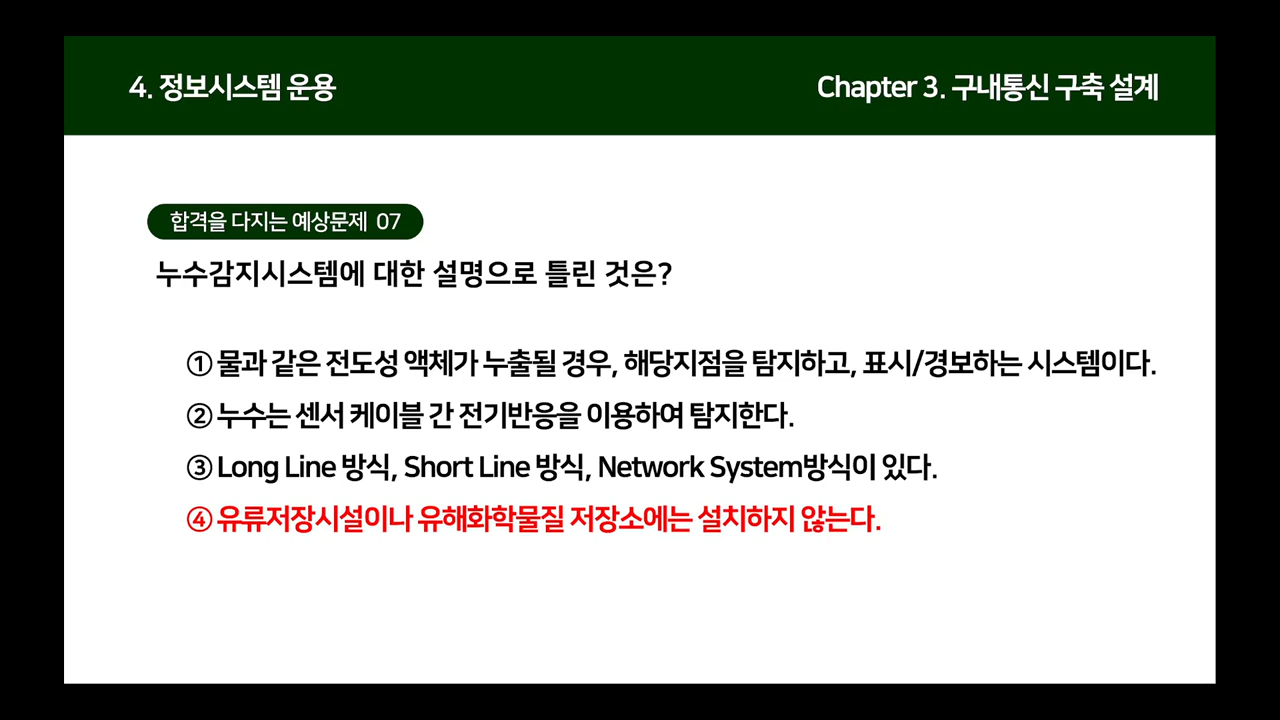 4. 정보시스템 운용
Chapter 3. 구내통신 구축 설계
합격을 다지는 예상문제 07
누수감지시스템에 대한 설명으로 틀린 것은?
① 물과 같은 전도성 액체가 누출될 경우, 해당지점을 탐지하고, 표시/경보하는 시스템이다.
② 누수는 센서 케이블 간 전기반응을 이용하여 탐지한다.
③ Long Line 방식, Short Line 방식, Network System방식이 있다.
④ 유류저장시설이나 유해화학물질 저장소에는 설치하지 않는다.